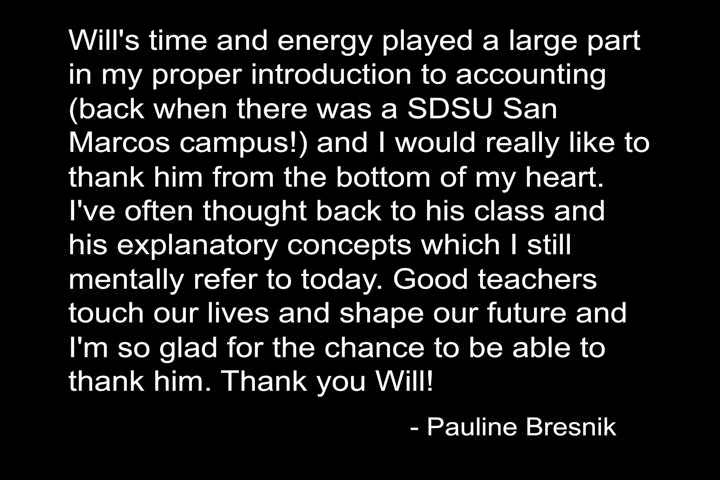 Will's time and energy played a large part
in my proper introduction to accounting
(back when there was a SDSU San
Marcos campus!) and I would really like to
thank him from the bottom of my heart.
I've often thought back to his class and
his explanatory concepts which I still
mentally refer to today. Good teachers
touch our lives and shape our future and
I'm so glad for the chance to be able to
thank him. Thank you Will!
- Pauline Bresnik